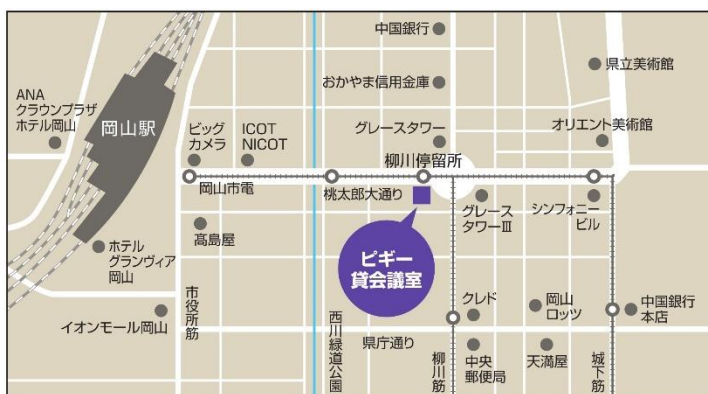 中国銀行
県立美術館
おかやま信用金庫
ANA
クラウンプラザ
ホテル岡山
岡山駅
ビッグ
カメラ
ICOT
NICOT
グレースタワー
オリエント美術館
柳川停留所
岡山市電
桃太郎大通り
グレース
タワーⅢ
シンフォニー
ビル
髙島屋
ホテル
グランヴィア
岡山
ピギー
貸会議室
市役所筋
イオンモール岡山
西川緑道公園
県庁通り
柳川筋
クレド
中央
郵便局
岡山
ロッツ
天満屋
城下筋
中国銀行
本店